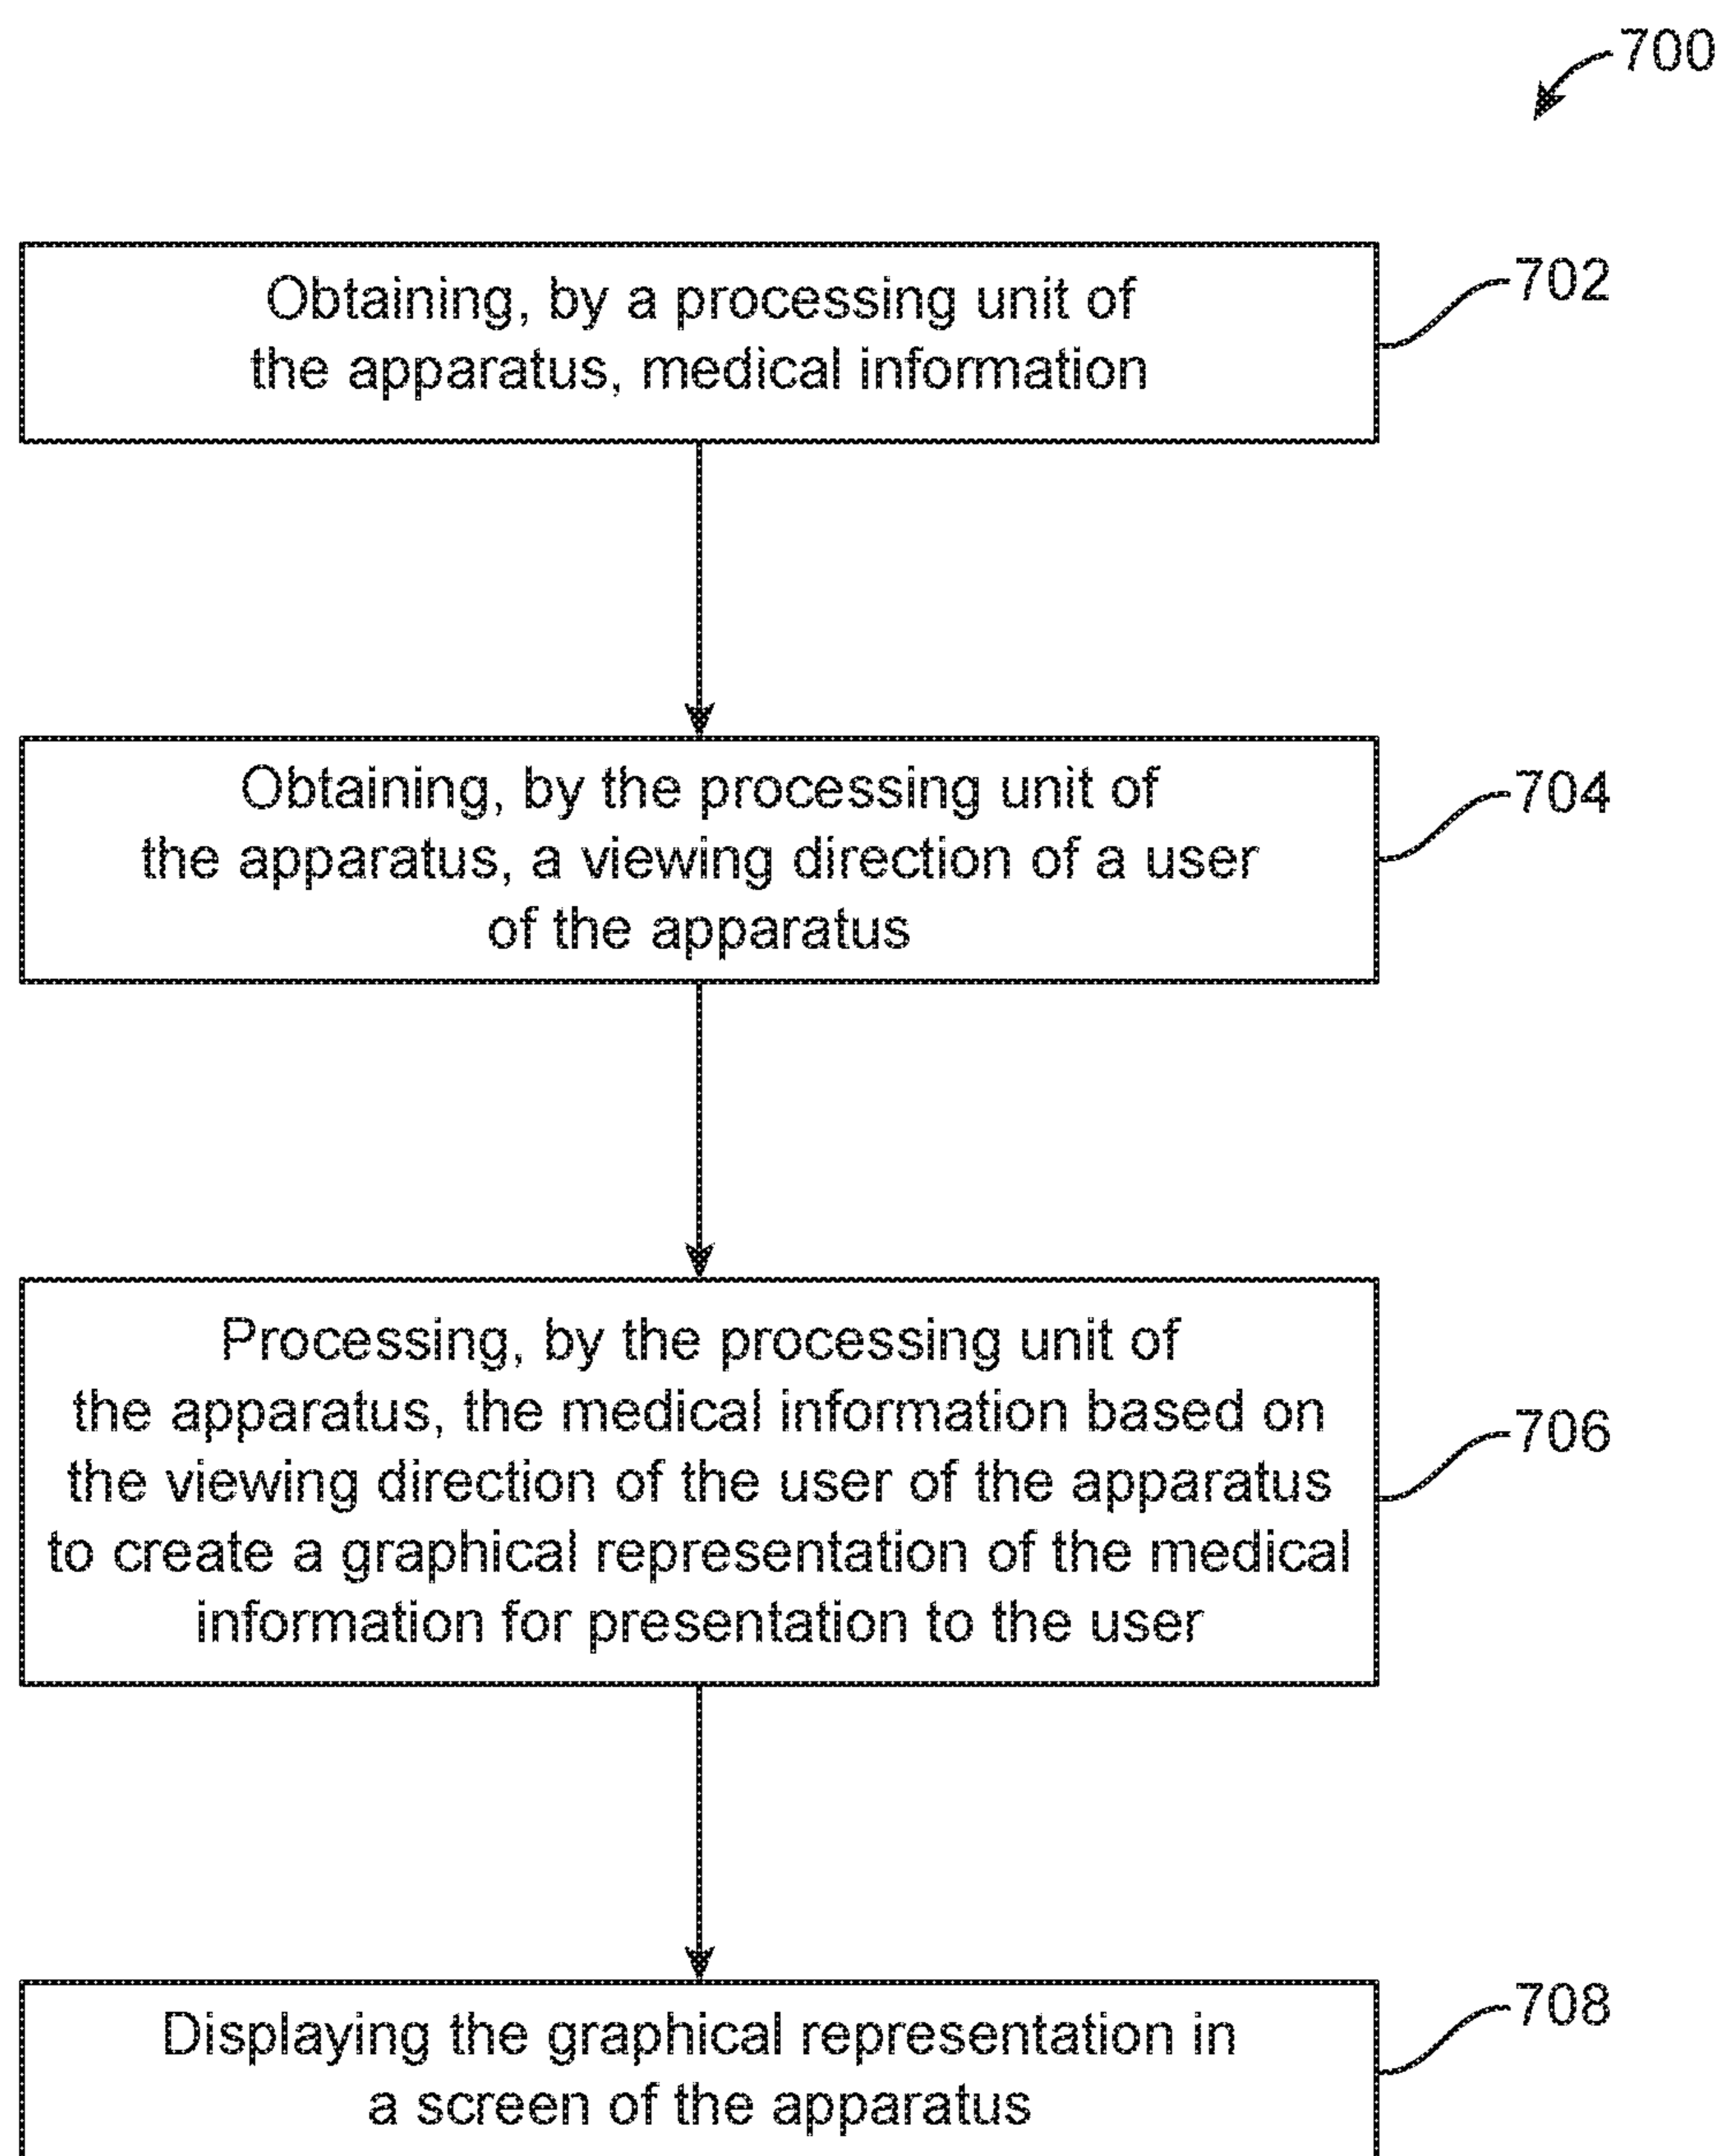 700
Obtaining, by a processing unit of
the apparatus, medical information
702
Obtaining, by the processing unit of
the apparatus, a viewing direction of a user
of the apparatus
704
Processing, by the processing unit of
the apparatus, the medical information based on
the viewing direction of the user of the apparatus
to create a graphical representation of the medical
information for presentation to the user
706
Displaying the graphical representation in
a screen of the apparatus
708